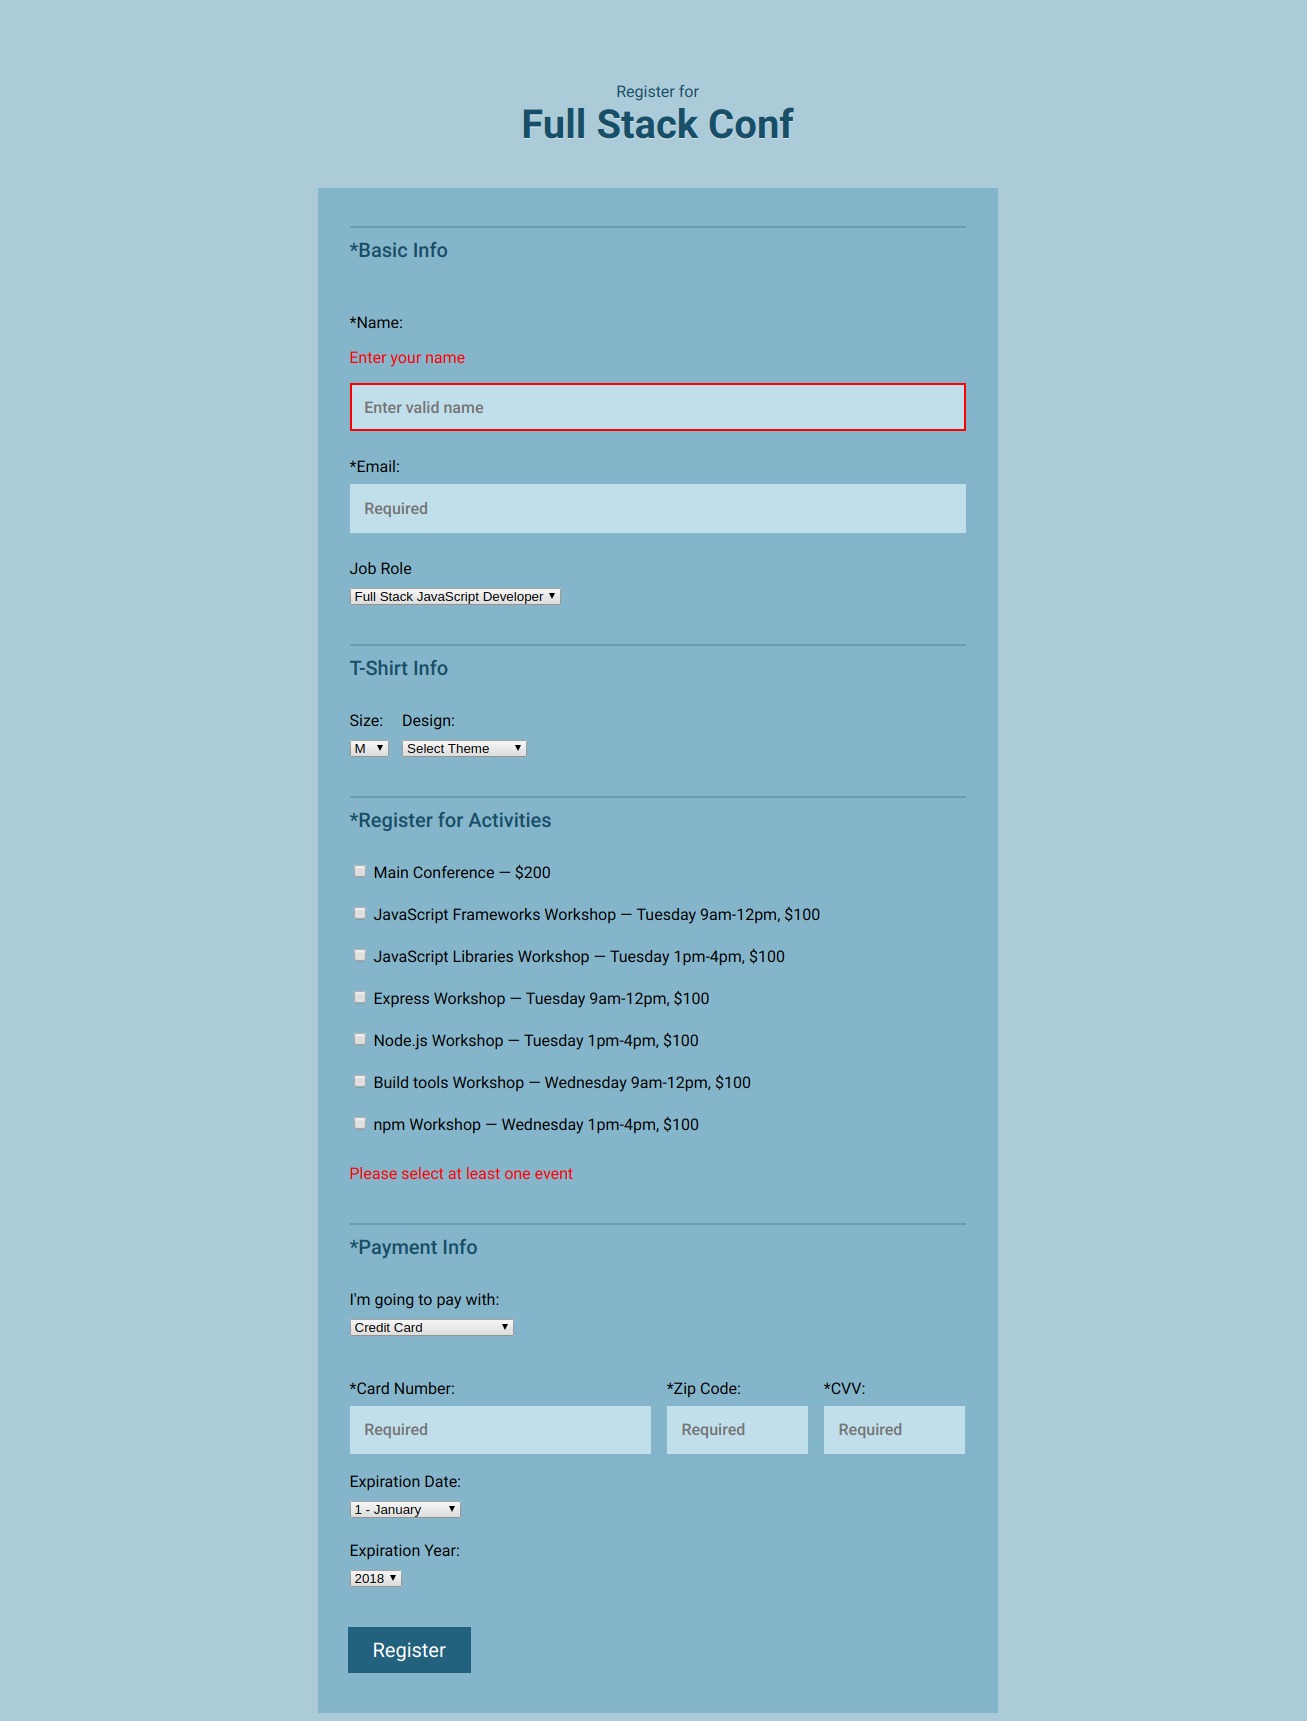 Register for
Full Stack Conf
*Basic Info
*Name:
Enter your name
Enter valid name
*Email:
Required
Job Role
Full Stack JavaScript Developer
T-Shirt Info
Size: Design:
M Select Theme
*Register for Activities
Main Conference — $200
JavaScript Frameworks Workshop — Tuesday 9am-12pm, $100
JavaScript Libraries Workshop — Tuesday 1pm-4pm, $100
Express Workshop — Tuesday 9am-12pm, $100
Node.js Workshop — Tuesday 1pm-4pm, $100
Build tools Workshop — Wednesday 9am-12pm, $100
npm Workshop — Wednesday 1pm-4pm, $100
Please select at least one event
*Payment Info
I'm going to pay with:
Credit Card
*Card Number: *Zip Code: *CVV:
Required Required Required
Expiration Date:
1 - January
Expiration Year:
2018
Register